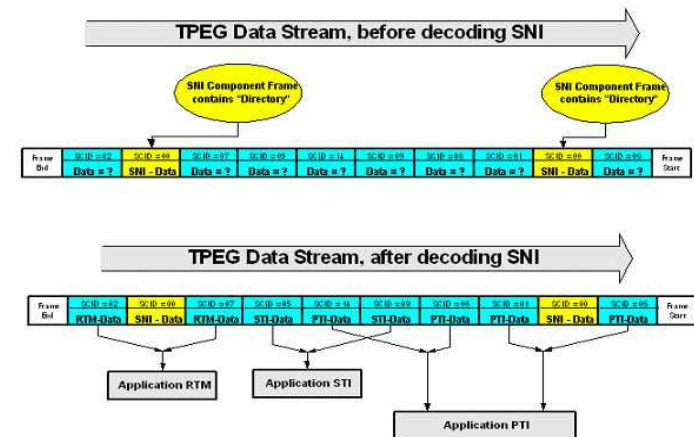 TPEG Data Stream, before decoding SNI
SNI Component Frame
contains "Directory"
SNI Component Frame
contains "Directory"
Frame
End
SCID = 02
Data = ?
SCID = 00
SNI - Data
SCID = 07
Data = ?
SCID = 05
Data = ?
SCID = 14
Data = ?
SCID = 09
Data = ?
SCID = 06
Data = ?
SCID = 01
Data = ?
SCID = 00
SNI - Data
SCID = 06
Data = ?
Frame
Start
TPEG Data Stream, after decoding SNI
Frame
End
SCID = 02
RTM-Data
SCID = 00
SNI - Data
SCID = 07
RTM-Data
SCID = 05
STI-Data
SCID = 14
PTI-Data
SCID = 09
STI-Data
SCID = 06
PTI-Data
SCID = 01
PTI-Data
SCID = 00
SNI - Data
SCID = 06
PTI-Data
Frame
Start
Application RTM
Application STI
Application PTI